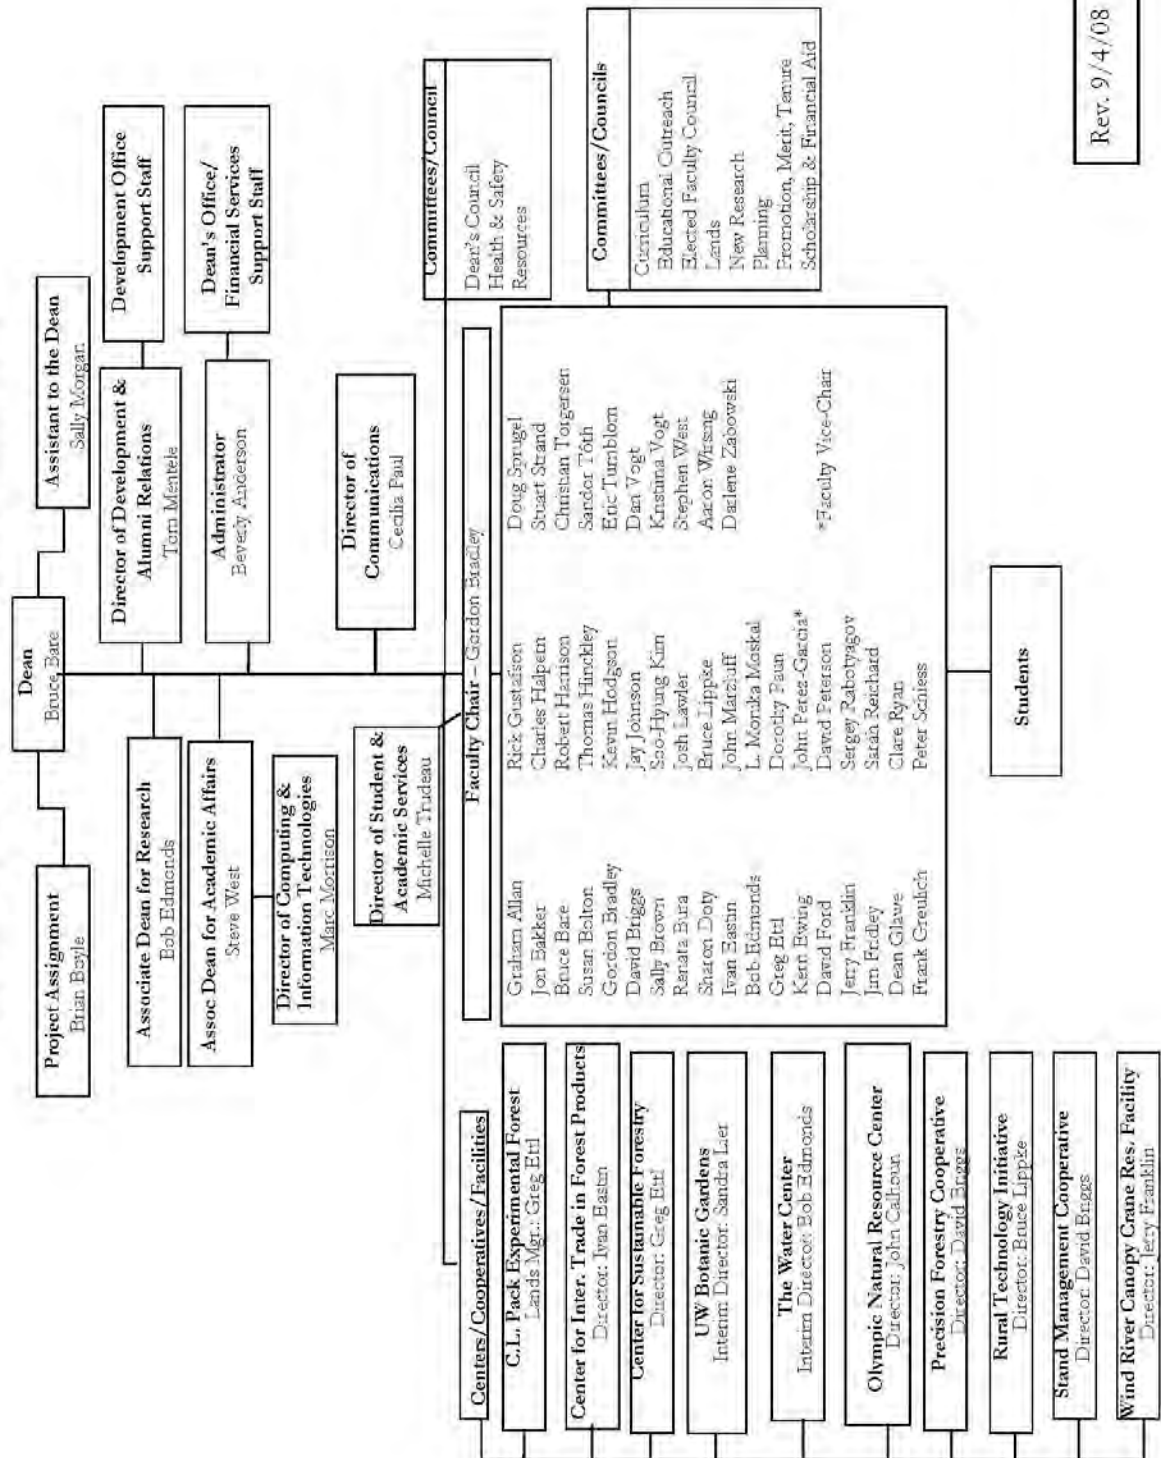 Dean
Bruce Bare
Project Assignment
Brian Boyle
Assistant to the Dean
Sally Morgan
Associate Dean for Research
Bob Edmonds
Director of Development &
Alumni Relations
Tom Mentele
Development Office
Support Staff
Assoc Dean for Academic Affairs
Steve West
Administrator
Beverly Anderson
Dean's Office/
Financial Services
Support Staff
Director of Computing &
Information Technologies
Marc Morrison
Director of
Communications
Cecilia Paul
Director of Student &
Academic Services
Michelle Trudeau
Committees/Council
Dean's Council
Health & Safety
Resources
Faculty Chair – Gordon Bradley
Graham Allan
Jon Bakker
Bruce Bare
Susan Bolton
Gordon Bradley
David Briggs
Sally Brown
Renata Bura
Sharon Doty
Ivan Eastin
Bob Edmonds
Greg Ettl
Kern Ewing
David Ford
Jerry Franklin
Jim Fridley
Dean Glawe
Frank Greulich
Rick Gustafson
Charles Halpern
Robert Harrison
Thomas Hinckley
Kevin Hodgson
Jay Johnson
Soo-Hyung Kim
Josh Lawler
Bruce Lippke
John Marzluff
L. Monika Moskal
Dorothy Paun
John Perez-Garcia*
David Peterson
Sergey Rabotyagov
Sarah Reichard
Clare Ryan
Peter Schiess
Doug Sprugel
Stuart Strand
Christian Torgersen
Sandor Tóth
Eric Turnblom
Dan Vogt
Kristiina Vogt
Stephen West
Aaron Wirsing
Darlene Zabowski
*Faculty Vice-Chair
Committees/Councils
Curriculum
Educational Outreach
Elected Faculty Council
Lands
New Research
Planning
Promotion, Merit, Tenure
Scholarship & Financial Aid
Students
Centers/Cooperatives/Facilities
C.L. Pack Experimental Forest
Lands Mgr.: Greg Ettl
Center for Inter. Trade in Forest Products
Director: Ivan Eastin
Center for Sustainable Forestry
Director: Greg Ettl
UW Botanic Gardens
Interim Director: Sandra Lier
The Water Center
Interim Director: Bob Edmonds
Olympic Natural Resource Center
Director: John Calhoun
Precision Forestry Cooperative
Director: David Briggs
Rural Technology Initiative
Director: Bruce Lippke
Stand Management Cooperative
Director: David Briggs
Wind River Canopy Crane Res. Facility
Director: Jerry Franklin
Rev. 9/4/08